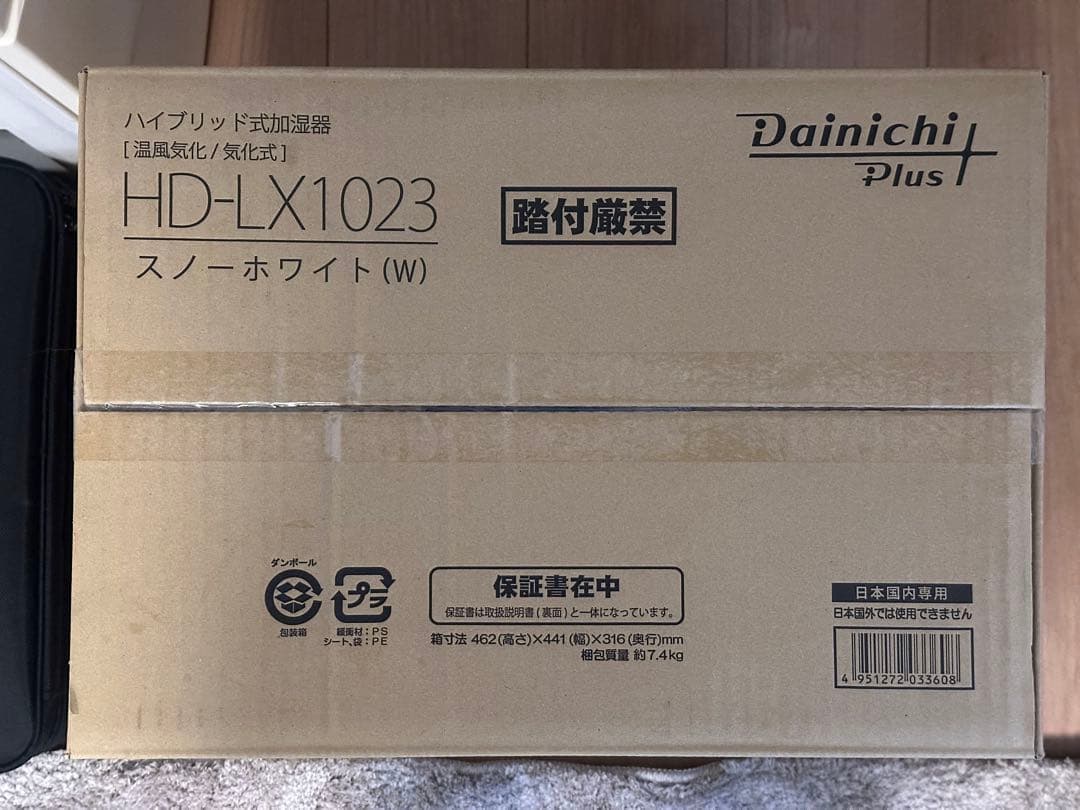 ハイブリッド式加湿器
[温風気化/気化式]
HD-LX1023
スノーホワイト(W)
踏付厳禁
Dainichi
Plus
ダンボール
包装箱
プラ
緩衝材:PS
シート、袋:PE
保証書在中
保証書は取扱説明書(裏面)と一体になっています。
箱寸法 462(高さ)×441(幅)×316(奥行)mm
梱包質量 約7.4kg
日本国内専用
日本国外では使用できません
4 951272 033608